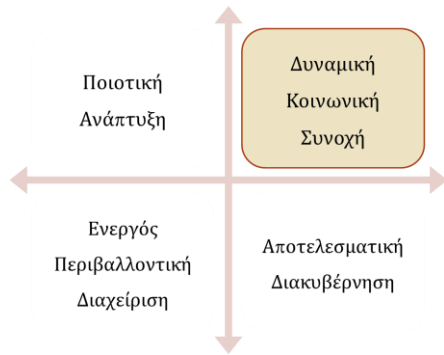 Ποιοτική
Ανάπτυξη
Δυναμική
Κοινωνική
Συνοχή
Ενεργός
Περιβαλλοντική
Διαχείριση
Αποτελεσματική
Διακυβέρνηση